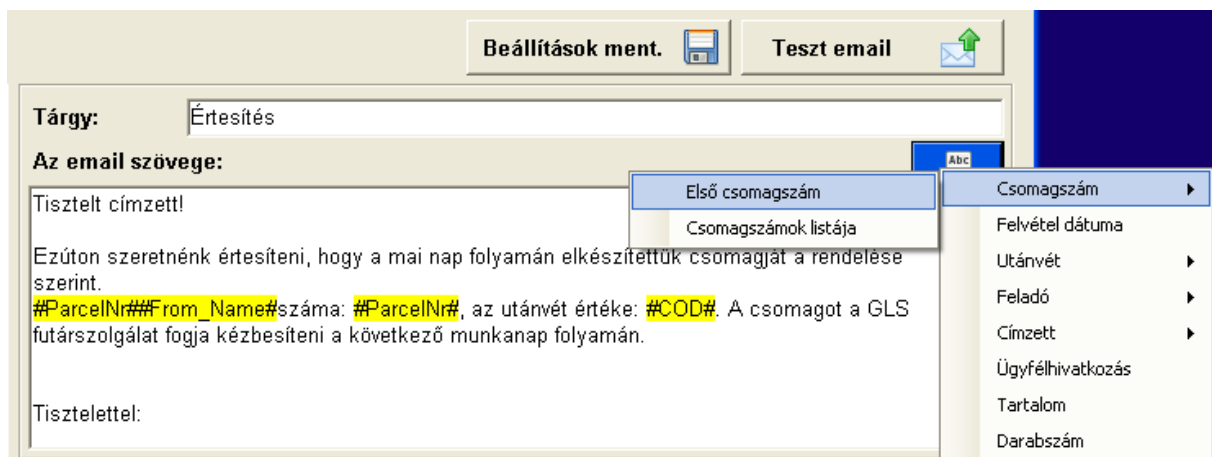 Beállítások ment.
Teszt email
Tárgy:
Értesítés
Az email szövege:
Abc
Tisztelt címzett!
Ezúton szeretnénk értesíteni, hogy a mai nap folyamán elkészítettük csomagját a rendelése
szerint.
#ParcelNr##From_Name#száma: #ParcelNr#, az utánvét értéke: #COD#. A csomagot a GLS
futárszolgálat fogja kézbesíteni a következő munkanap folyamán.
Tisztelettel:
Első csomagszám
Csomagszámok listája
Csomagszám
Felvétel dátuma
Utánvét
Feladó
Címzett
Ügyfélhivatkozás
Tartalom
Darabszám